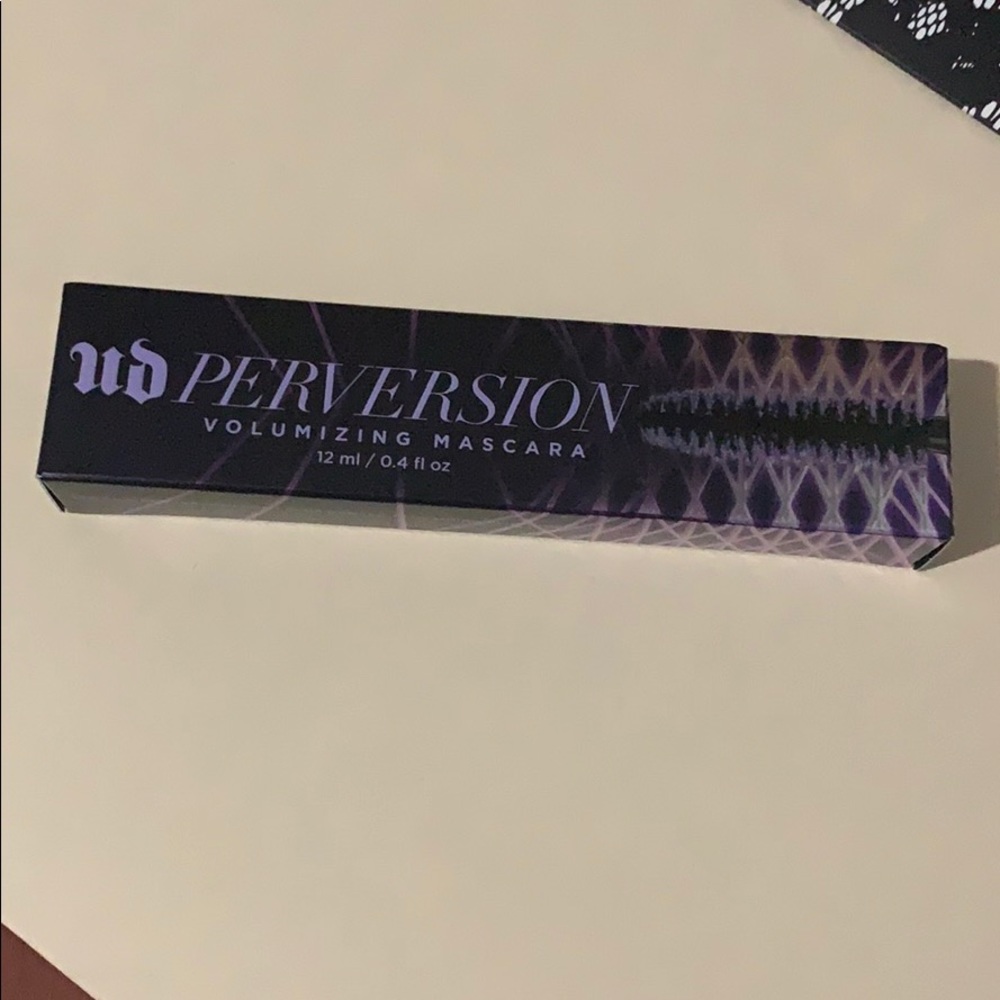 UD PERVERSION
VOLUMIZING MASCARA
12 ml / 0.4 fl oz